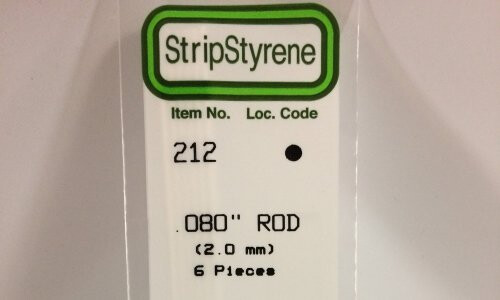 StripStyrene
Item No. Loc. Code
212 ●
.080" ROD
(2.0 mm)
6 Pieces